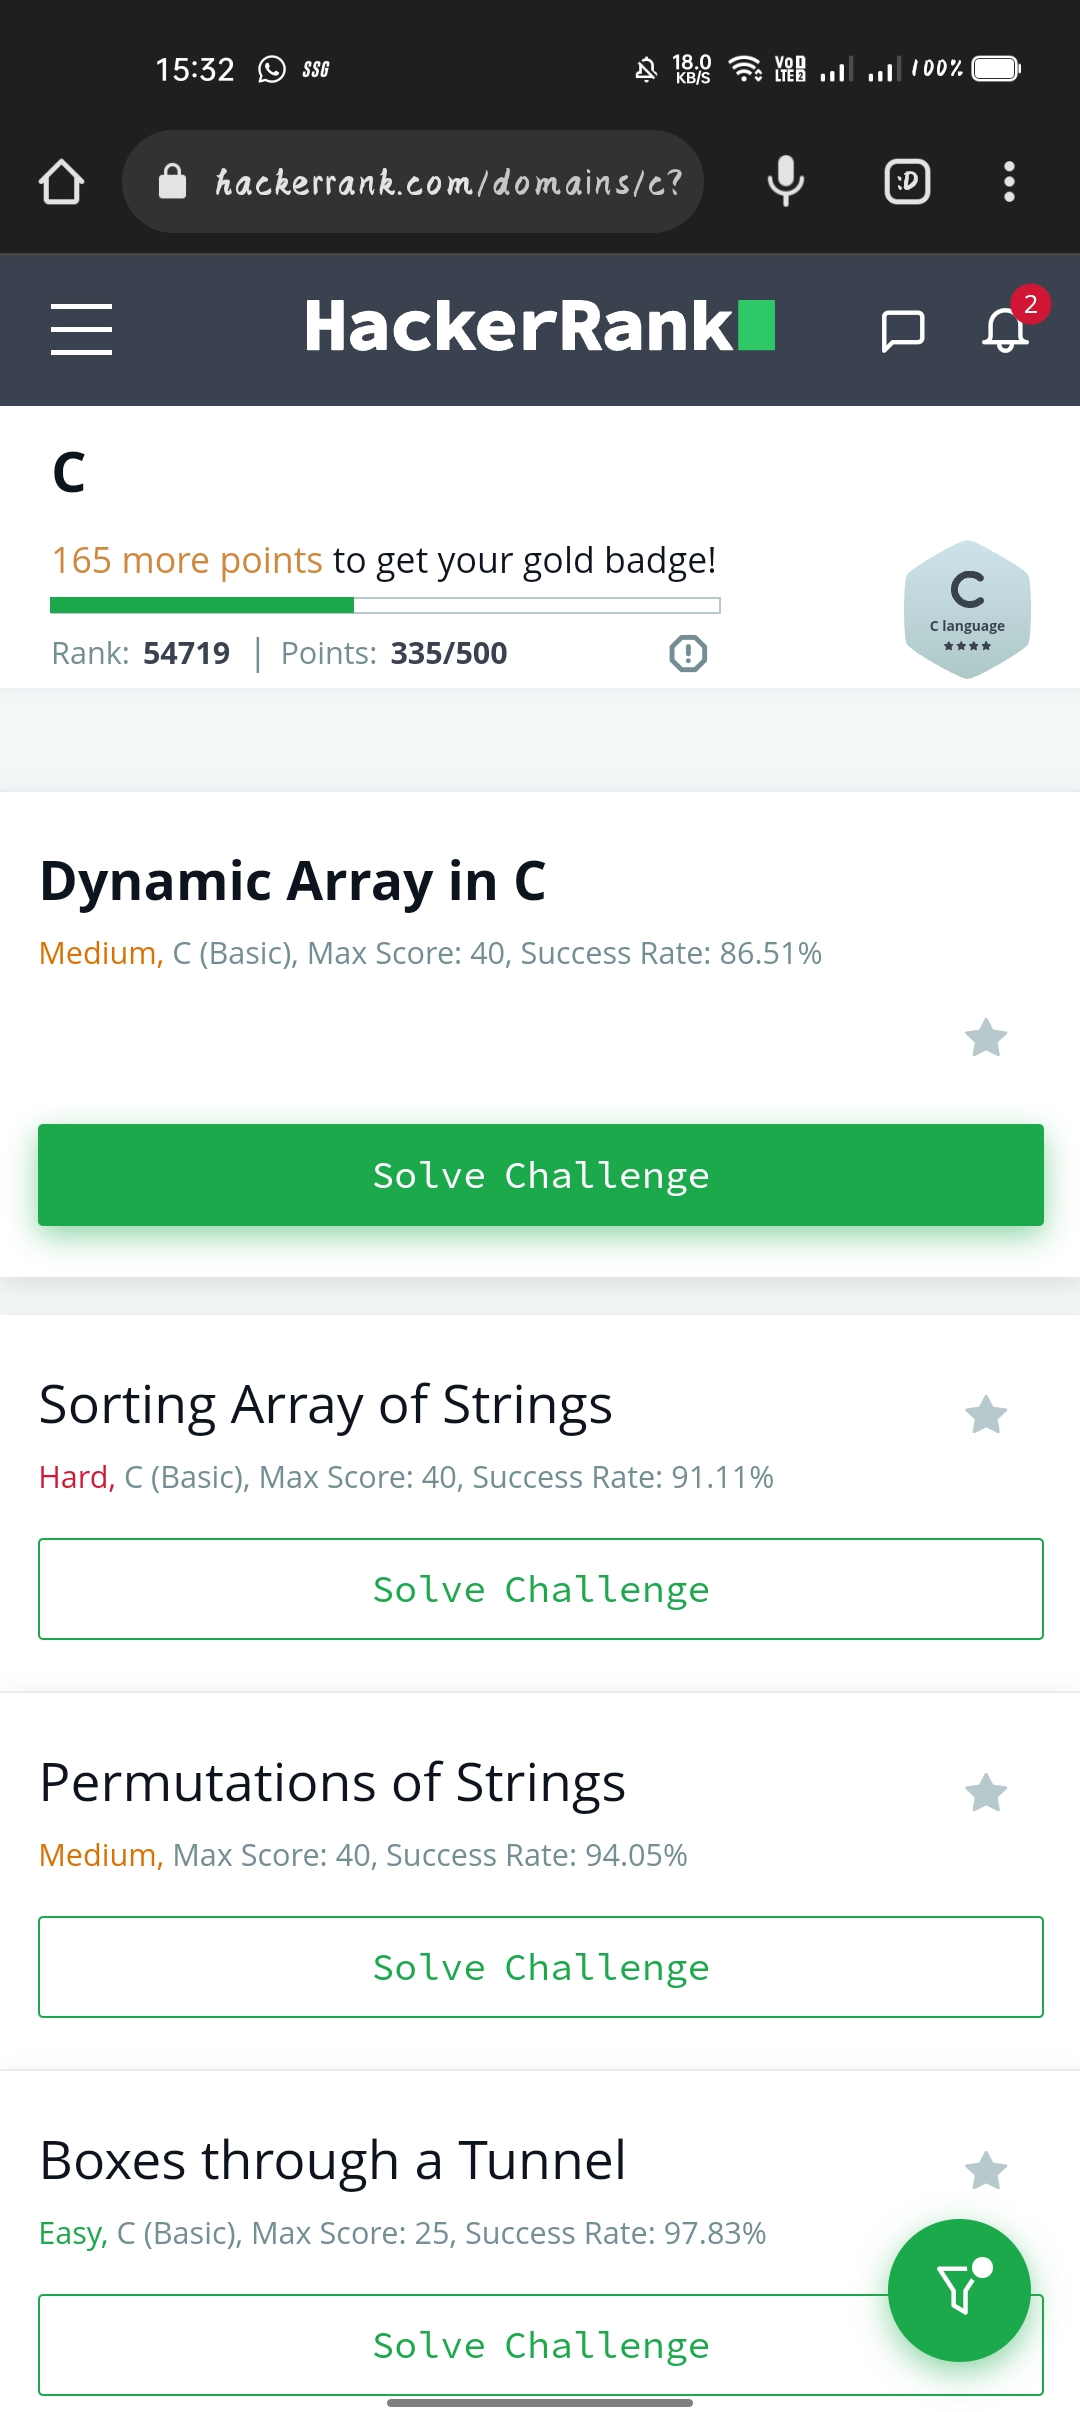 15:32 SSG 18.0 KB/S VoD LTE2 100%
hackerrank.com/domains/c?
:D
HackerRank
2
C
165 more points to get your gold badge!
Rank: 54719 | Points: 335/500
C
C language
Dynamic Array in C
Medium, C (Basic), Max Score: 40, Success Rate: 86.51%
Solve Challenge
Sorting Array of Strings
Hard, C (Basic), Max Score: 40, Success Rate: 91.11%
Solve Challenge
Permutations of Strings
Medium, Max Score: 40, Success Rate: 94.05%
Solve Challenge
Boxes through a Tunnel
Easy, C (Basic), Max Score: 25, Success Rate: 97.83%
Solve Challenge